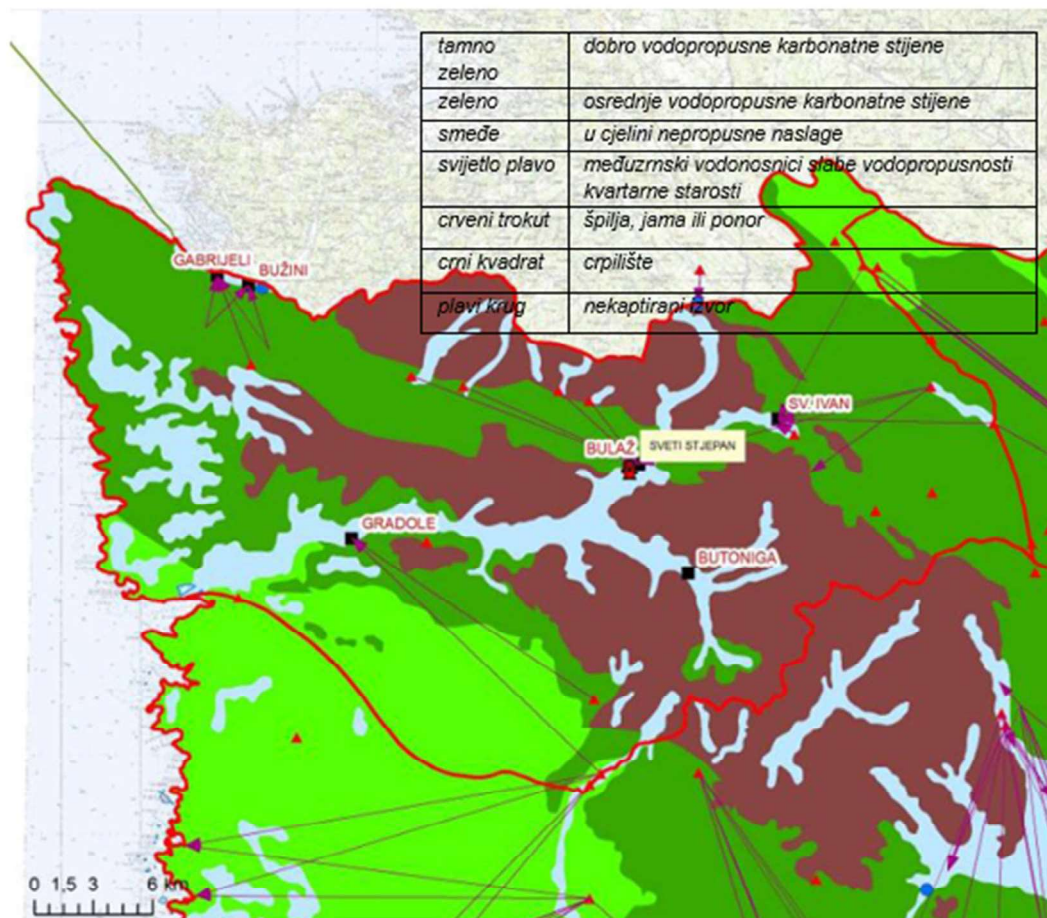 tamno dobro vodopropusne karbonatne stijene
zeleno
zeleno osrednje vodopropusne karbonatne stijene
smeđe u cjelini nepropusne naslage
svijetlo plavo međuzrnski vodonosnici slabe vodopropusnosti
kvartarne starosti
crveni trokut špilja, jama ili ponor
crni kvadrat crpilište
plavi krug nekaptirani izvor
GABRIJELI
BUŽINI
SV. IVAN
BULAŽ
SVETI STJEPAN
GRADOLE
BUTONIGA
0 1,5 3 6 km